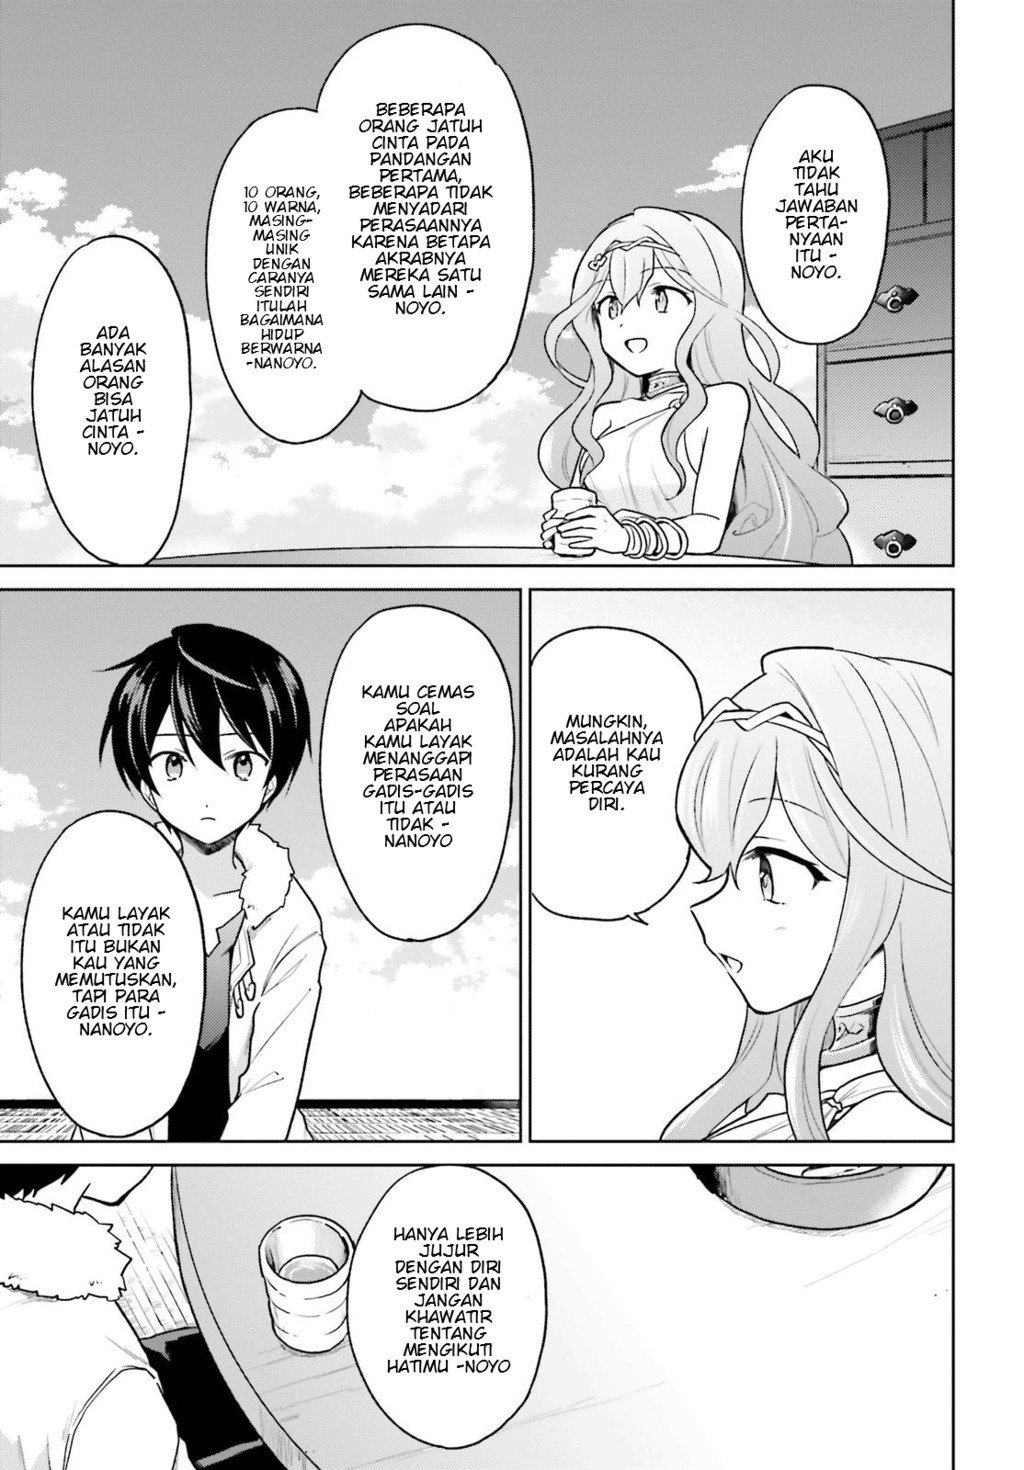 AKU
TIDAK
TAHU
JAWABAN
PERTA-
NYAAN
ITU -
NOYO.
BEBERAPA
ORANG JATUH
CINTA PADA
PANDANGAN
PERTAMA,
BEBERAPA TIDAK
MENYADARI
PERASAANNYA
KARENA BETAPA
AKRABNYA
MEREKA SATU
SAMA LAIN -
NOYO.
10 ORANG,
10 WARNA,
MASING-
MASING
UNIK
DENGAN
CARANYA
SENDIRI
ITULAH
BAGAIMANA
HIDUP
BERWARNA
-NANOYO.
ADA
BANYAK
ALASAN
ORANG
BISA
JATUH
CINTA -
NOYO.
MUNGKIN,
MASALAHNYA
ADALAH KAU
KURANG
PERCAYA
DIRI.
KAMU CEMAS
SOAL
APAKAH
KAMU LAYAK
MENANGGAPI
PERASAAN
GADIS-GADIS
ITU ATAU
TIDAK -
NANOYO
KAMU LAYAK
ATAU TIDAK
ITU BUKAN
KAU YANG
MEMUTUSKAN,
TAPI PARA
GADIS ITU -
NANOYO.
HANYA LEBIH
JUJUR
DENGAN DIRI
SENDIRI DAN
JANGAN
KHAWATIR
TENTANG
MENGIKUTI
HATIMU -NOYO